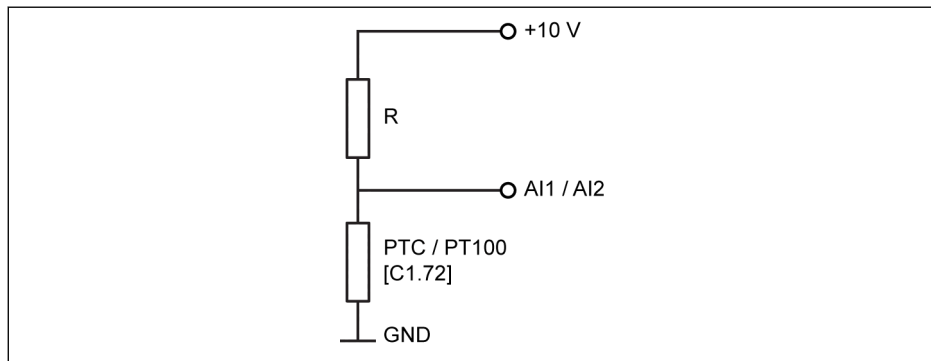 +10 V
R
AI1 / AI2
PTC / PT100
[C1.72]
GND